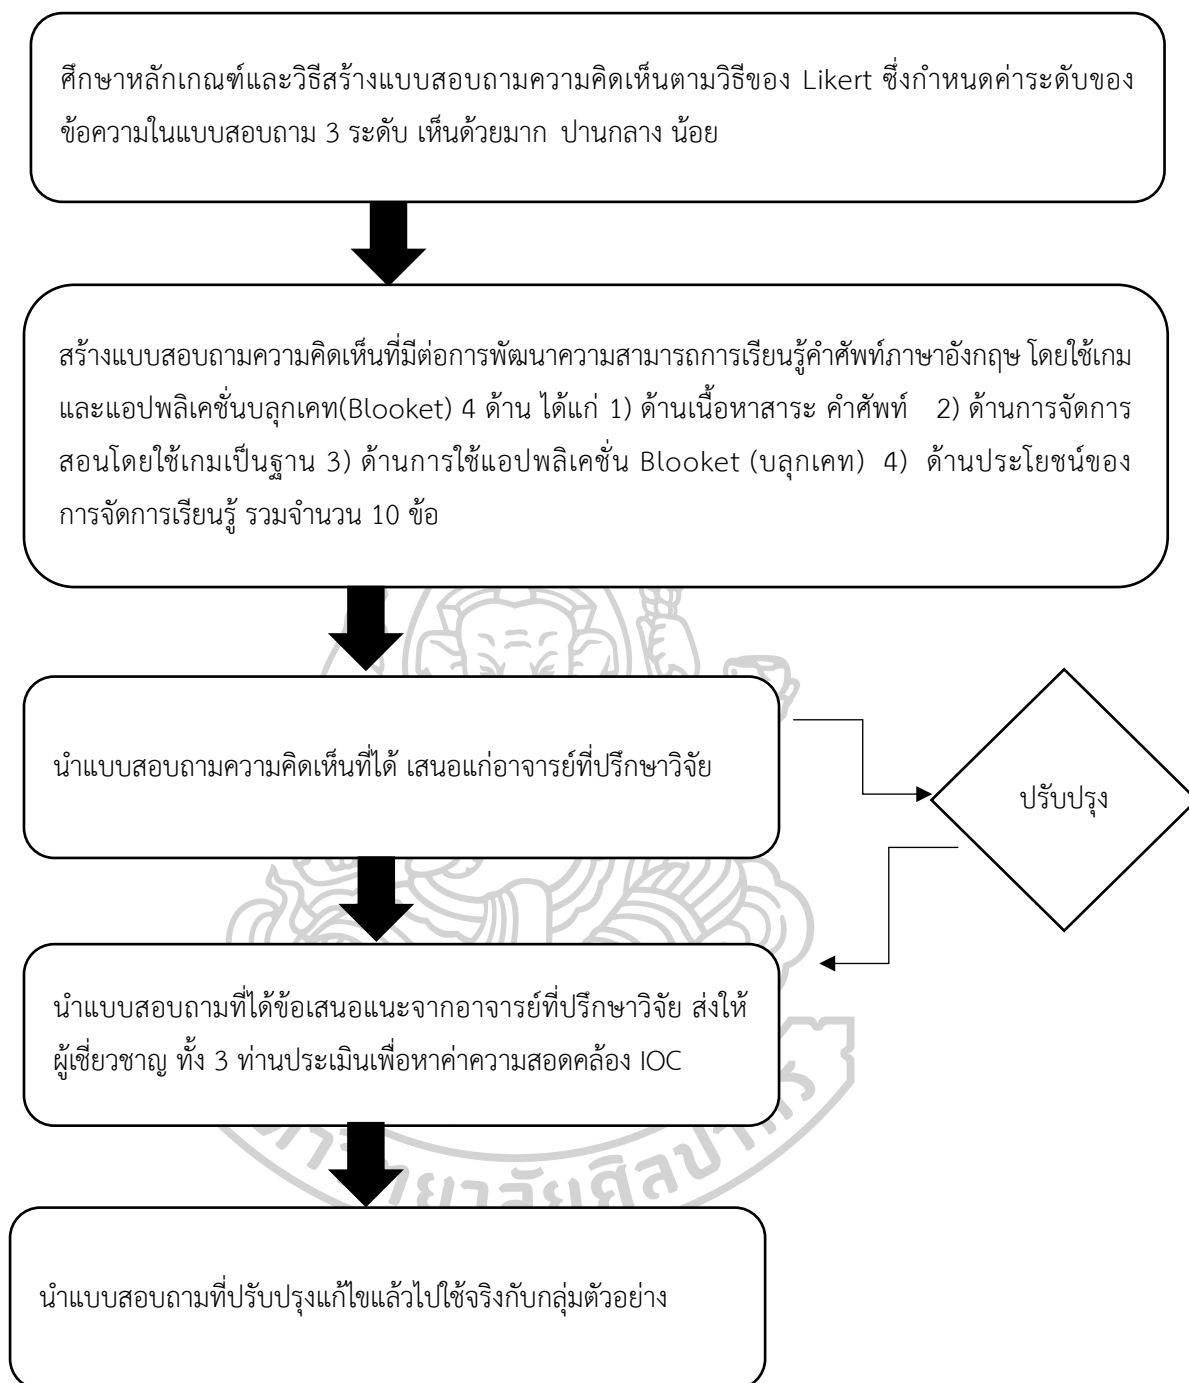 ศึกษาหลักเกณฑ์และวิธีสร้างแบบสอบถามความคิดเห็นตามวิธีของ Likert ซึ่งกำหนดค่าระดับของ
ข้อความในแบบสอบถาม 3 ระดับ เห็นด้วยมาก ปานกลาง น้อย
สร้างแบบสอบถามความคิดเห็นที่มีต่อการพัฒนาความสามารถการเรียนรู้คำศัพท์ภาษาอังกฤษ โดยใช้เกม
และแอปพลิเคชั่นบลุกเคท(Blooket) 4 ด้าน ได้แก่ 1) ด้านเนื้อหาสาระ คำศัพท์ 2) ด้านการจัดการ
สอนโดยใช้เกมเป็นฐาน 3) ด้านการใช้แอปพลิเคชั่น Blooket (บลุกเคท) 4) ด้านประโยชน์ของ
การจัดการเรียนรู้ รวมจำนวน 10 ข้อ
นำแบบสอบถามความคิดเห็นที่ได้ เสนอแก่อาจารย์ที่ปรึกษาวิจัย
ปรับปรุง
นำแบบสอบถามที่ได้ข้อเสนอแนะจากอาจารย์ที่ปรึกษาวิจัย ส่งให้
ผู้เชี่ยวชาญ ทั้ง 3 ท่านประเมินเพื่อหาค่าความสอดคล้อง IOC
นำแบบสอบถามที่ปรับปรุงแก้ไขแล้วไปใช้จริงกับกลุ่มตัวอย่าง